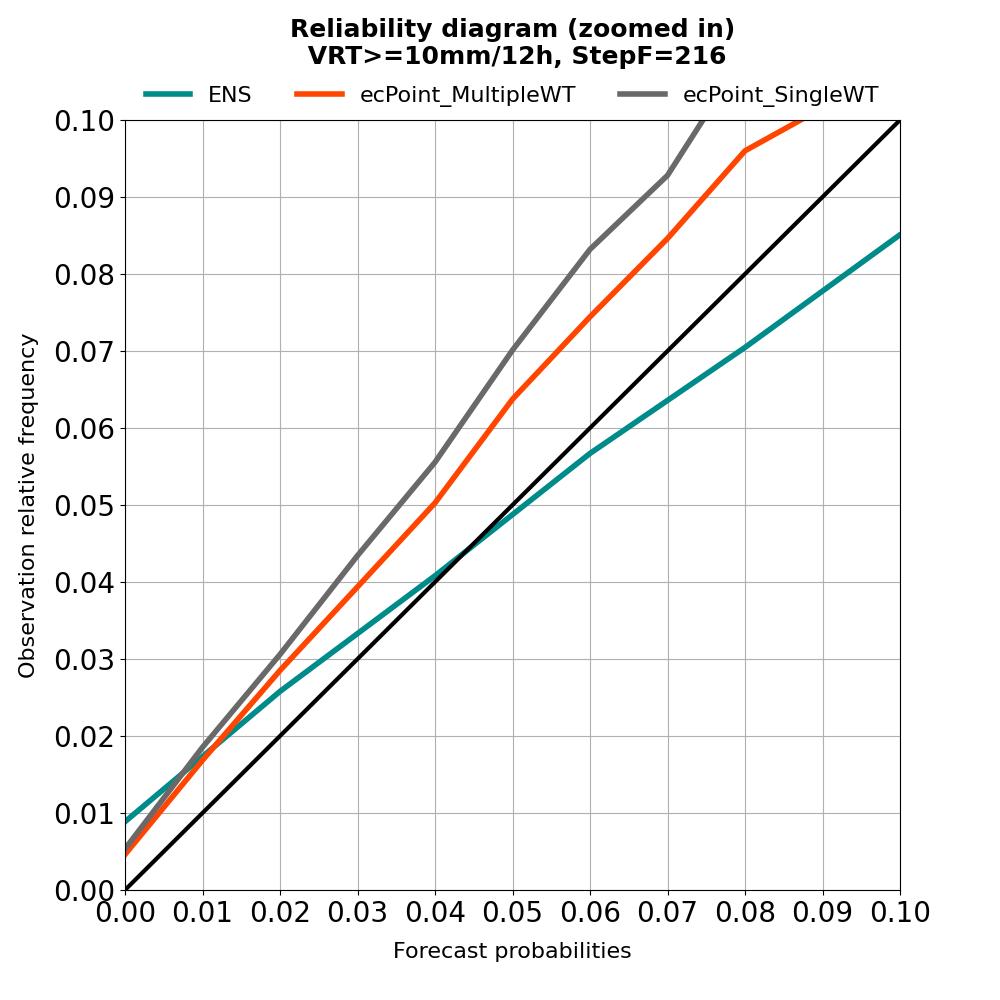 Reliability diagram (zoomed in)
VRT>=10mm/12h, StepF=216
ENS ecPoint_MultipleWT ecPoint_SingleWT
0.10
0.09
0.08
0.07
0.06
0.05
0.04
0.03
0.02
0.01
0.00
Observation relative frequency
0.00 0.01 0.02 0.03 0.04 0.05 0.06 0.07 0.08 0.09 0.10
Forecast probabilities